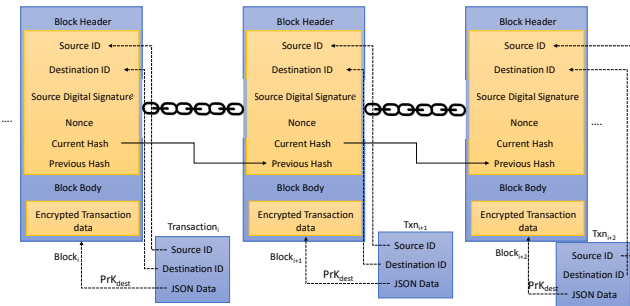 Block Header
Source ID
Destination ID
Source Digital Signature
Nonce
Current Hash
Previous Hash
Block Body
Encrypted Transaction
data
Block Header
Source ID
Destination ID
Source Digital Signature
Nonce
Current Hash
Previous Hash
Block Body
Encrypted Transaction
data
Block Header
Source ID
Destination ID
Source Digital Signature
Nonce
Current Hash
Previous Hash
Block Body
Encrypted Transaction
data
....
....
Transactioni
Blocki
Source ID
Destination ID
PrKdest
JSON Data
Txni+1
Blocki+1
Source ID
Destination ID
PrKdest
JSON Data
Txni+2
Blocki+2
Source ID
Destination ID
PrKdest
JSON Data